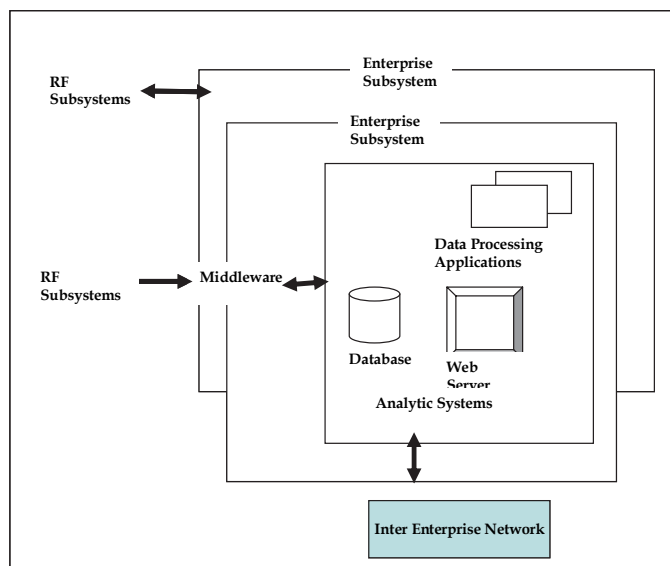 Enterprise
Subsystem
RF
Subsystems
Enterprise
Subsystem
Data Processing
Applications
RF
Subsystems
Middleware
Database
Web
Server
Analytic Systems
Inter Enterprise Network